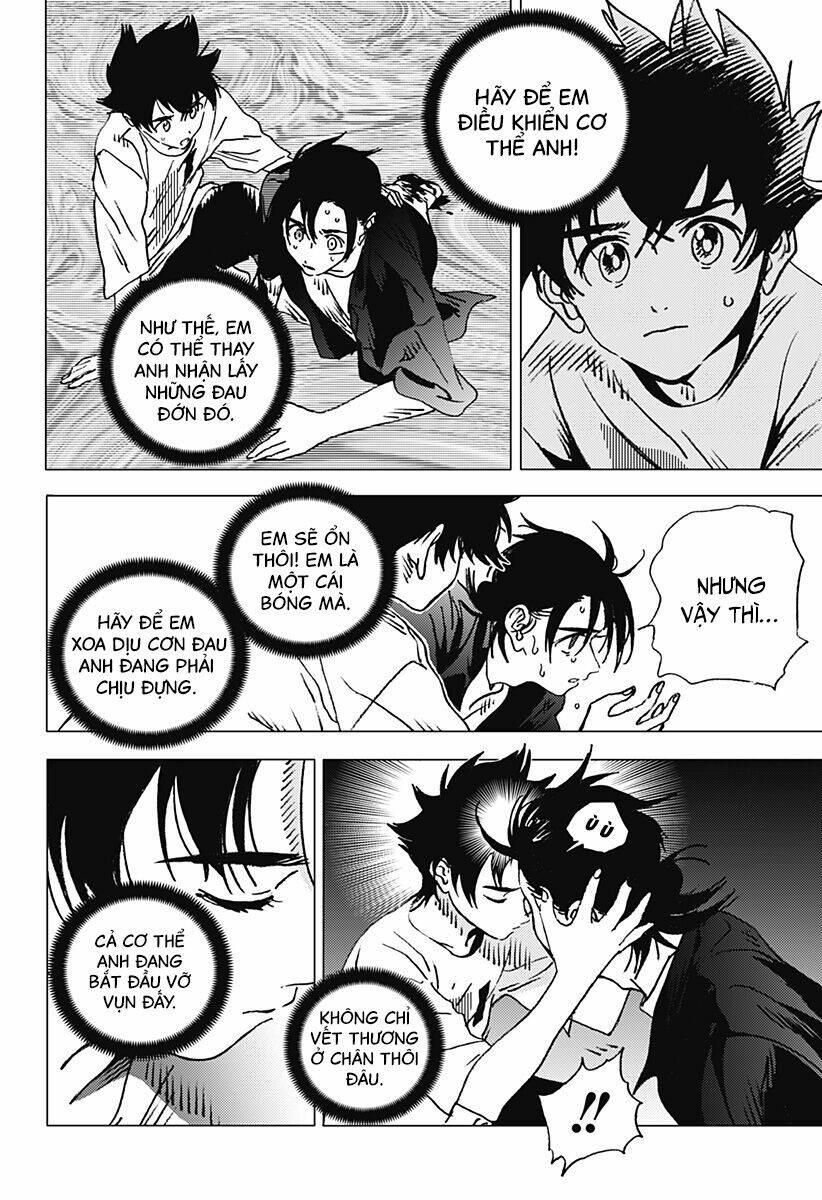 HÃY ĐỂ EM
ĐIỀU KHIỂN CƠ
THỂ ANH!
NHƯ THẾ, EM
CÓ THỂ THAY
ANH NHẬN LẤY
NHỮNG ĐAU
ĐỚN ĐÓ.
NHƯNG
VẬY THÌ...
EM SẼ ỔN
THÔI! EM LÀ
MỘT CÁI
BÓNG MÀ.
HÃY ĐỂ EM
XOA DỊU CƠN ĐAU
ANH ĐANG PHẢI
CHỊU ĐỰNG.
Ù Ù
KHÔNG CHỈ
VẾT THƯƠNG
Ở CHÂN THÔI
ĐÂU.
!!
CẢ CƠ THỂ
ANH ĐANG
BẮT ĐẦU VỠ
VỤN ĐẤY.